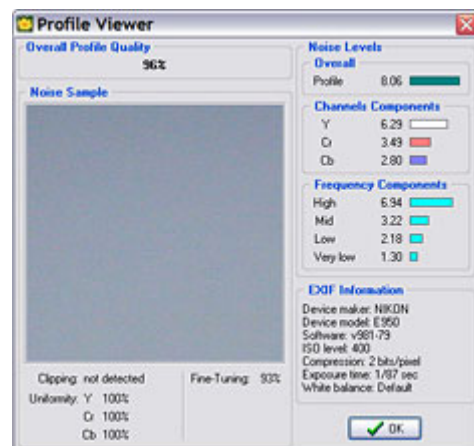 Profile Viewer
Overall Profile Quality
96%
Noise Sample
Clipping: not detected
Fine-Tuning: 93%
Uniformity: Y 100%
Cr 100%
Cb 100%
Noise Levels
Overall
Profile 8.06
Channels Components
Y 6.29
Cr 3.49
Cb 2.80
Frequency Components
High 6.94
Mid 3.22
Low 2.18
Very low 1.30
EXIF Information
Device maker: NIKON
Device model: E950
Software: v981-79
ISO level: 400
Compression: 2 bits/pixel
Exposure time: 1/87 sec
White balance: Default
OK